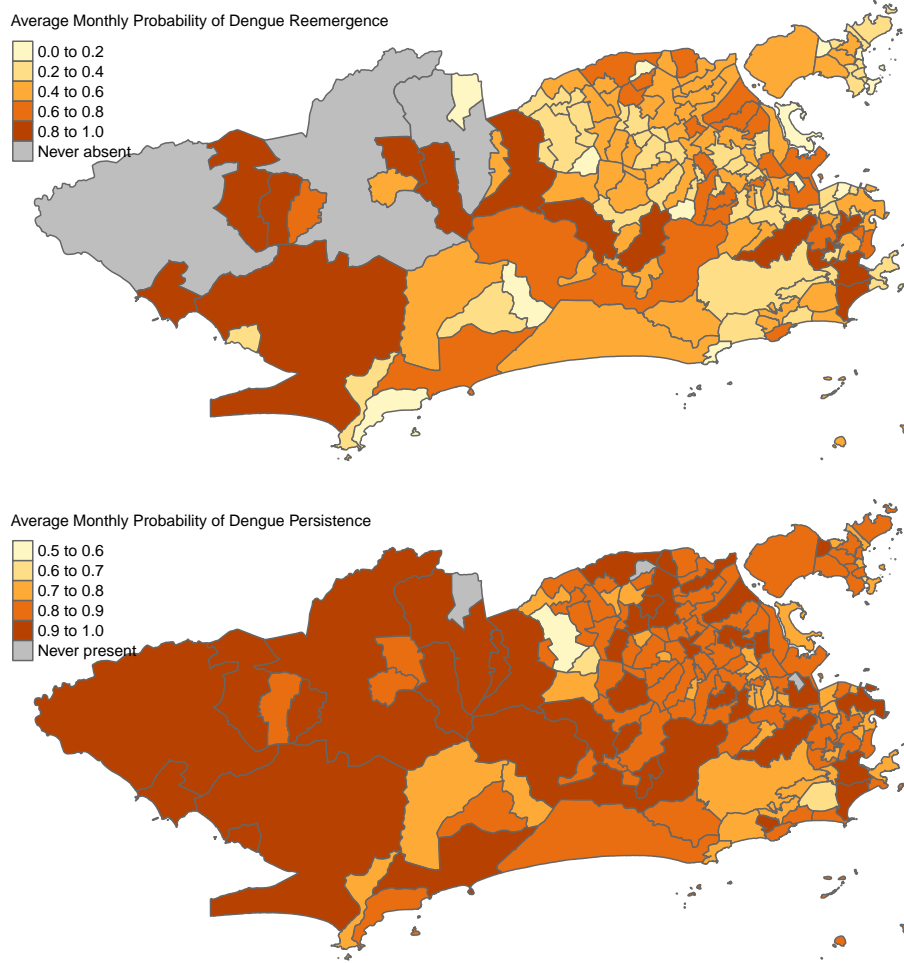 Average Monthly Probability of Dengue Reemergence
0.0 to 0.2
0.2 to 0.4
0.4 to 0.6
0.6 to 0.8
0.8 to 1.0
Never absent
Average Monthly Probability of Dengue Persistence
0.5 to 0.6
0.6 to 0.7
0.7 to 0.8
0.8 to 0.9
0.9 to 1.0
Never present